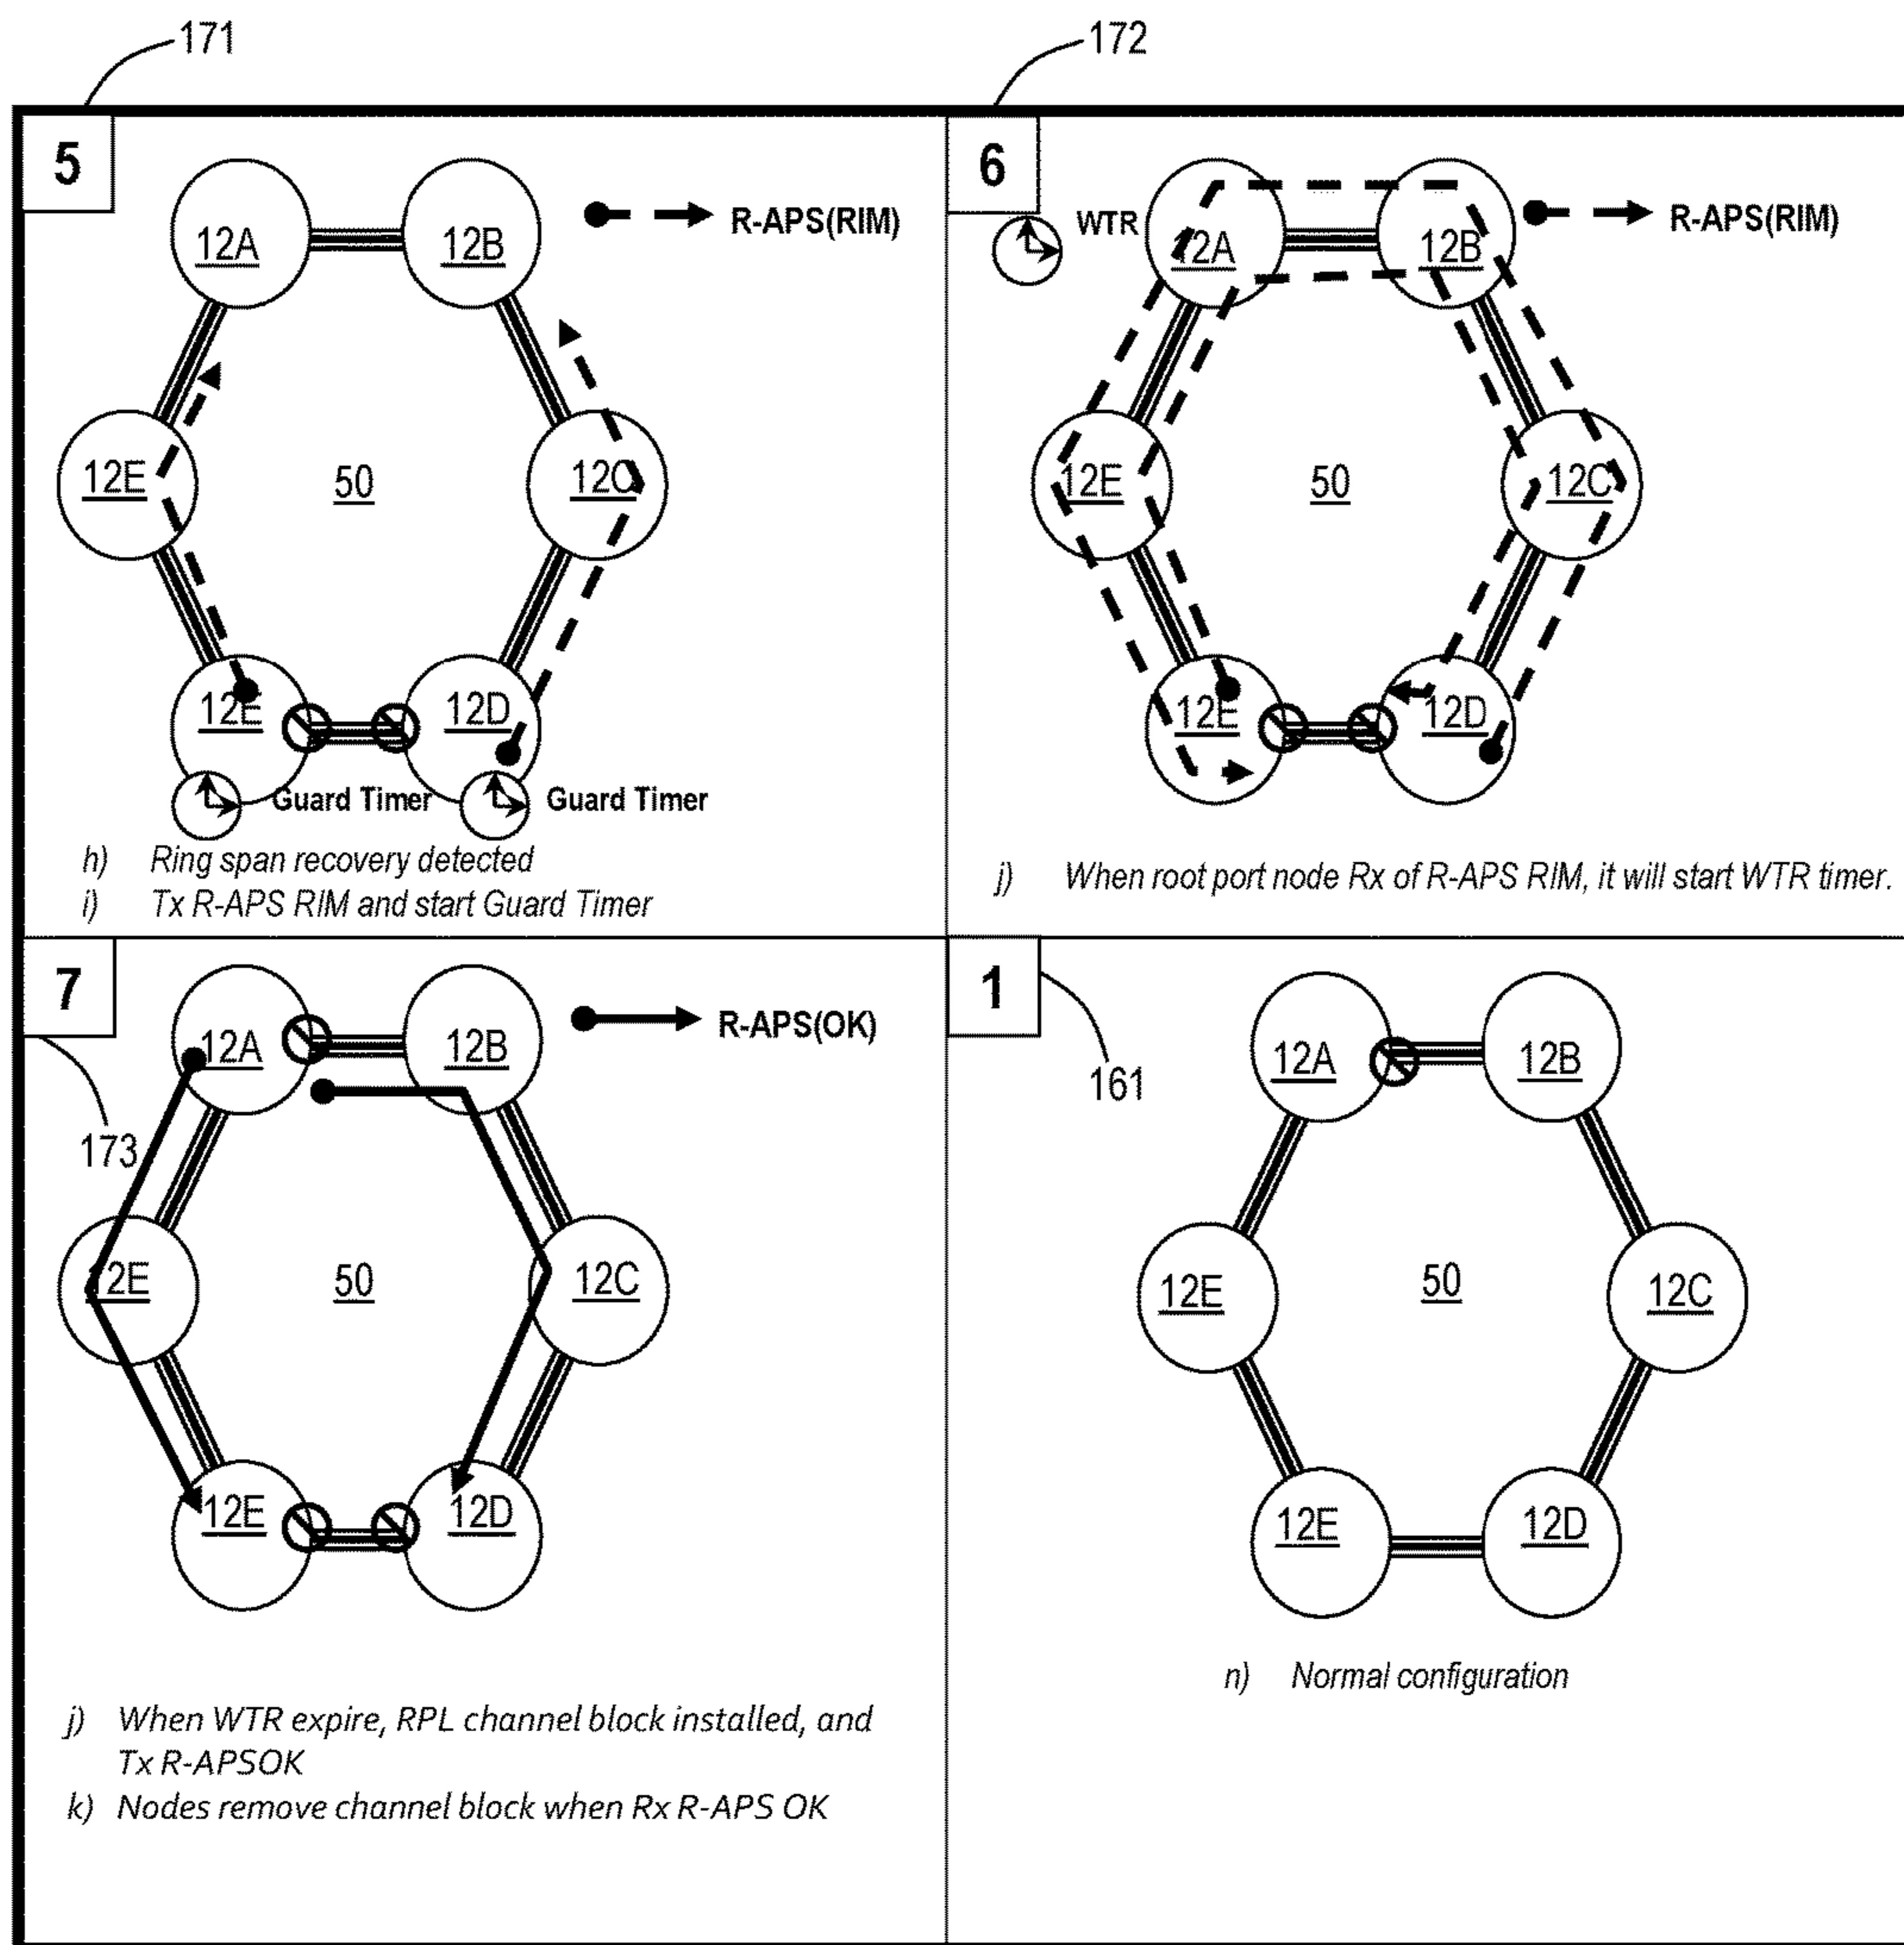 171
172
5
12A
12B
R-APS(RIM)
12E
50
12C
12E
12D
Guard Timer
Guard Timer
h) Ring span recovery detected
i) Tx R-APS RIM and start Guard Timer
6
WTR
12A
12B
R-APS(RIM)
12E
50
12C
12E
12D
j) When root port node Rx of R-APS RIM, it will start WTR timer.
7
12A
12B
R-APS(OK)
173
12E
50
12C
12E
12D
j) When WTR expire, RPL channel block installed, and
Tx R-APSOK
k) Nodes remove channel block when Rx R-APS OK
1
161
12A
12B
12E
50
12C
12E
12D
n) Normal configuration